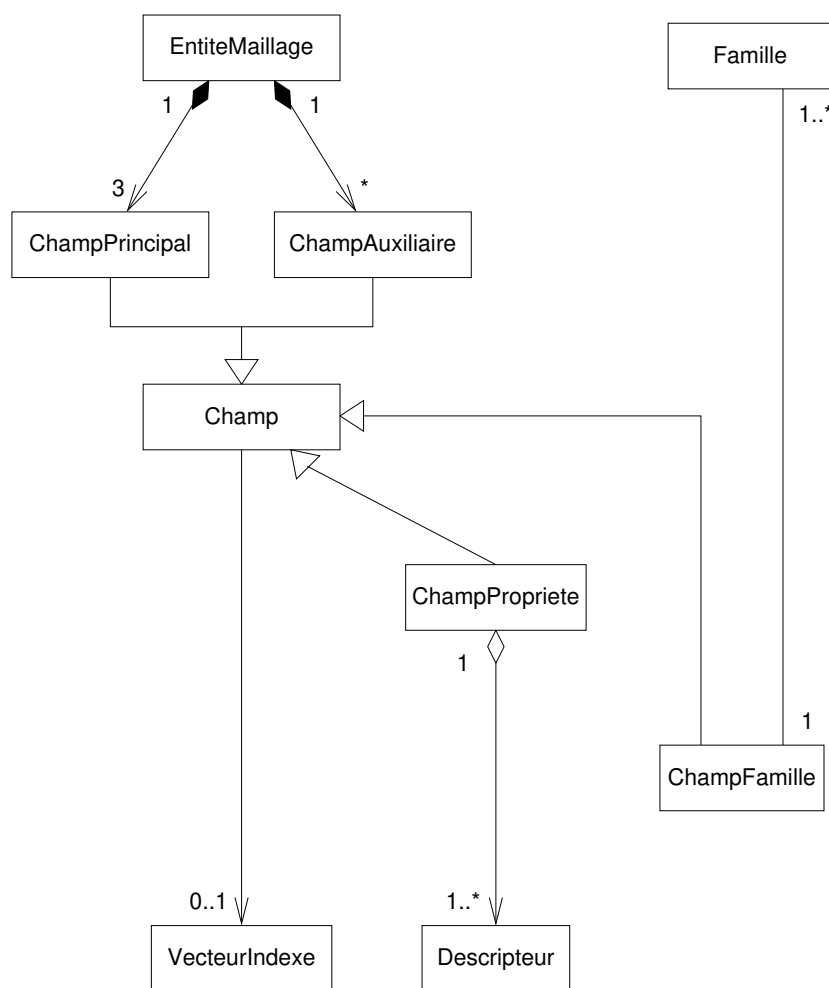 EntiteMaillage
Famille
1
1
1..*
3
*
ChampPrincipal
ChampAuxiliaire
Champ
ChampPropriete
1
1
ChampFamille
0..1
1..*
VecteurIndexe
Descripteur